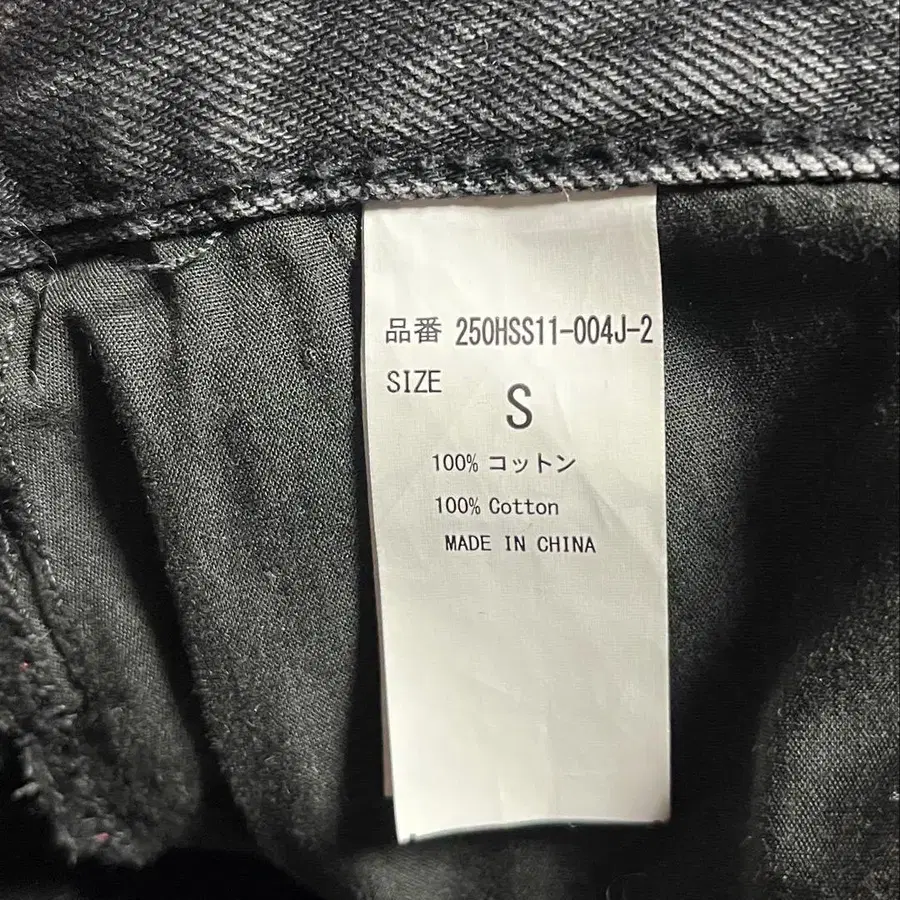 品番 250HSS11-004J-2
SIZE S
100% コットン
100% Cotton
MADE IN CHINA